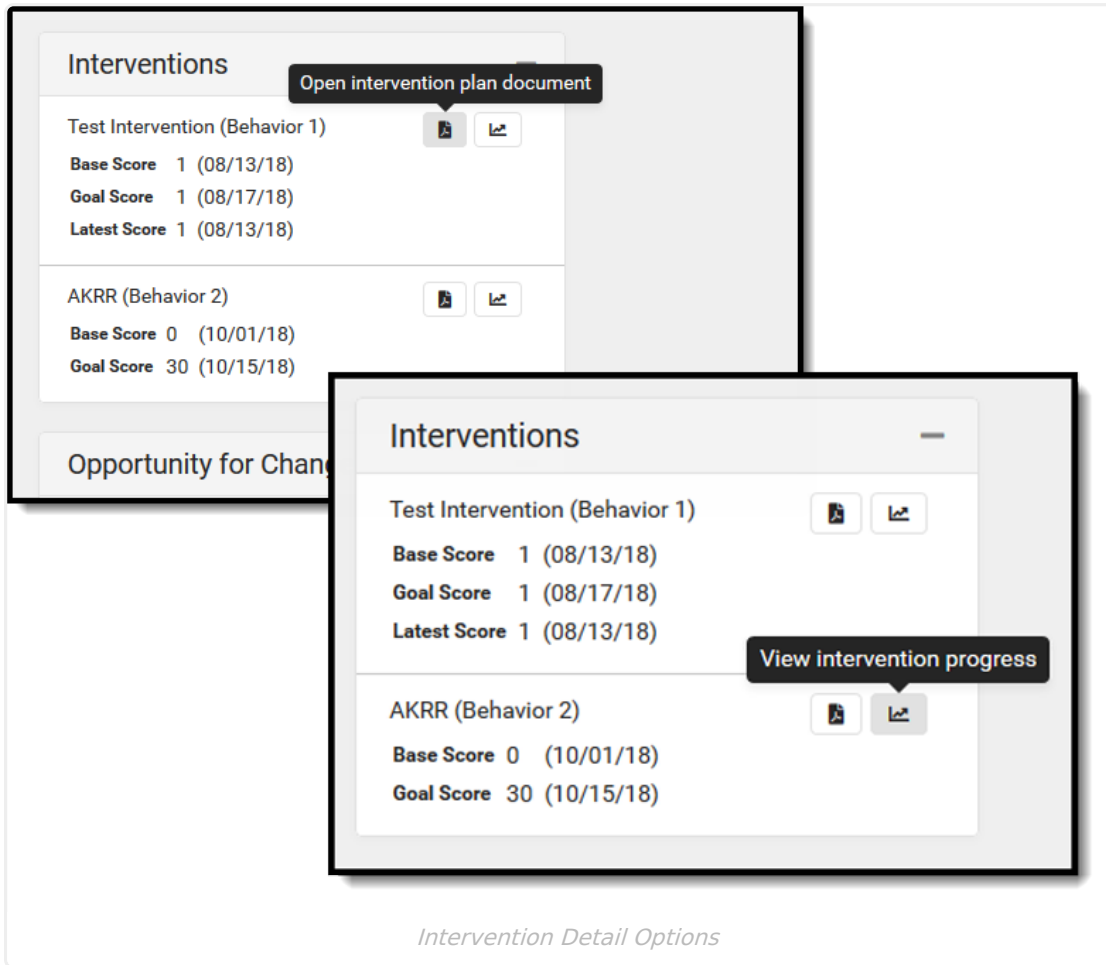 Interventions
Open intervention plan document
Test Intervention (Behavior 1)
Base Score 1 (08/13/18)
Goal Score 1 (08/17/18)
Latest Score 1 (08/13/18)
AKRR (Behavior 2)
Base Score 0 (10/01/18)
Goal Score 30 (10/15/18)
Opportunity for Chan
Interventions
Test Intervention (Behavior 1)
Base Score 1 (08/13/18)
Goal Score 1 (08/17/18)
Latest Score 1 (08/13/18)
View intervention progress
AKRR (Behavior 2)
Base Score 0 (10/01/18)
Goal Score 30 (10/15/18)
Intervention Detail Options